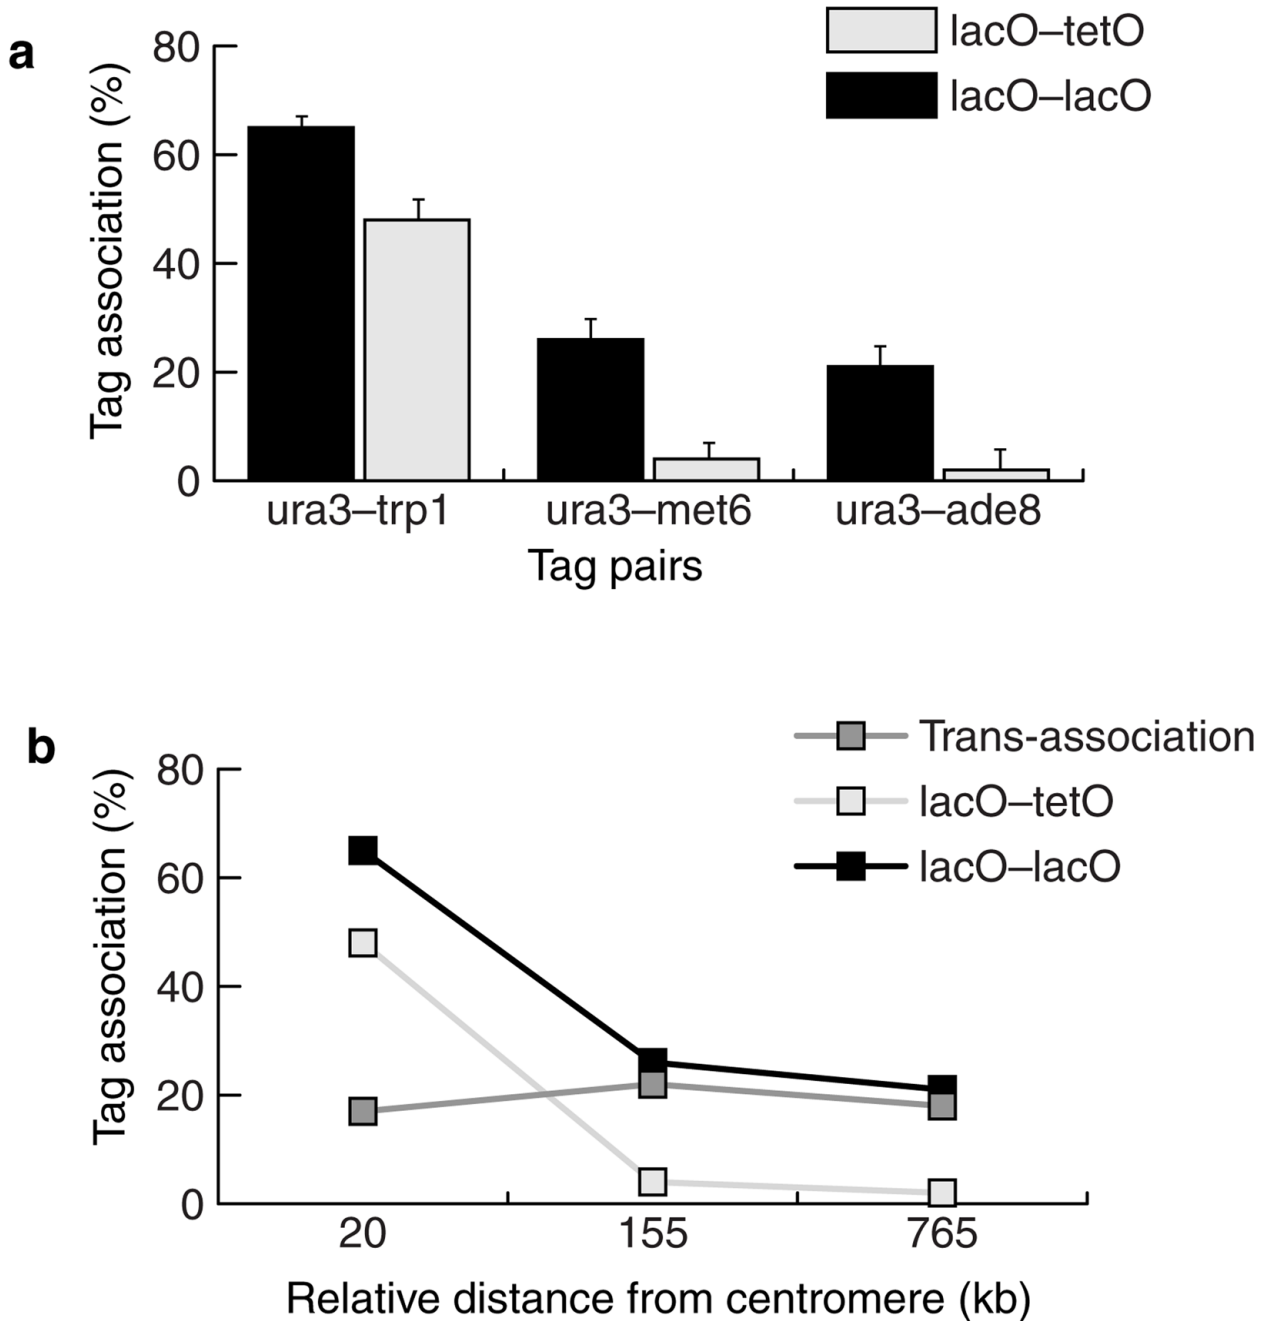 a
lacO–tetO
lacO–lacO
Tag association (%)
80
60
40
20
0
ura3–trp1 ura3–met6 ura3–ade8
Tag pairs
b
Trans-association
lacO–tetO
lacO–lacO
Tag association (%)
80
60
40
20
0
20 155 765
Relative distance from centromere (kb)